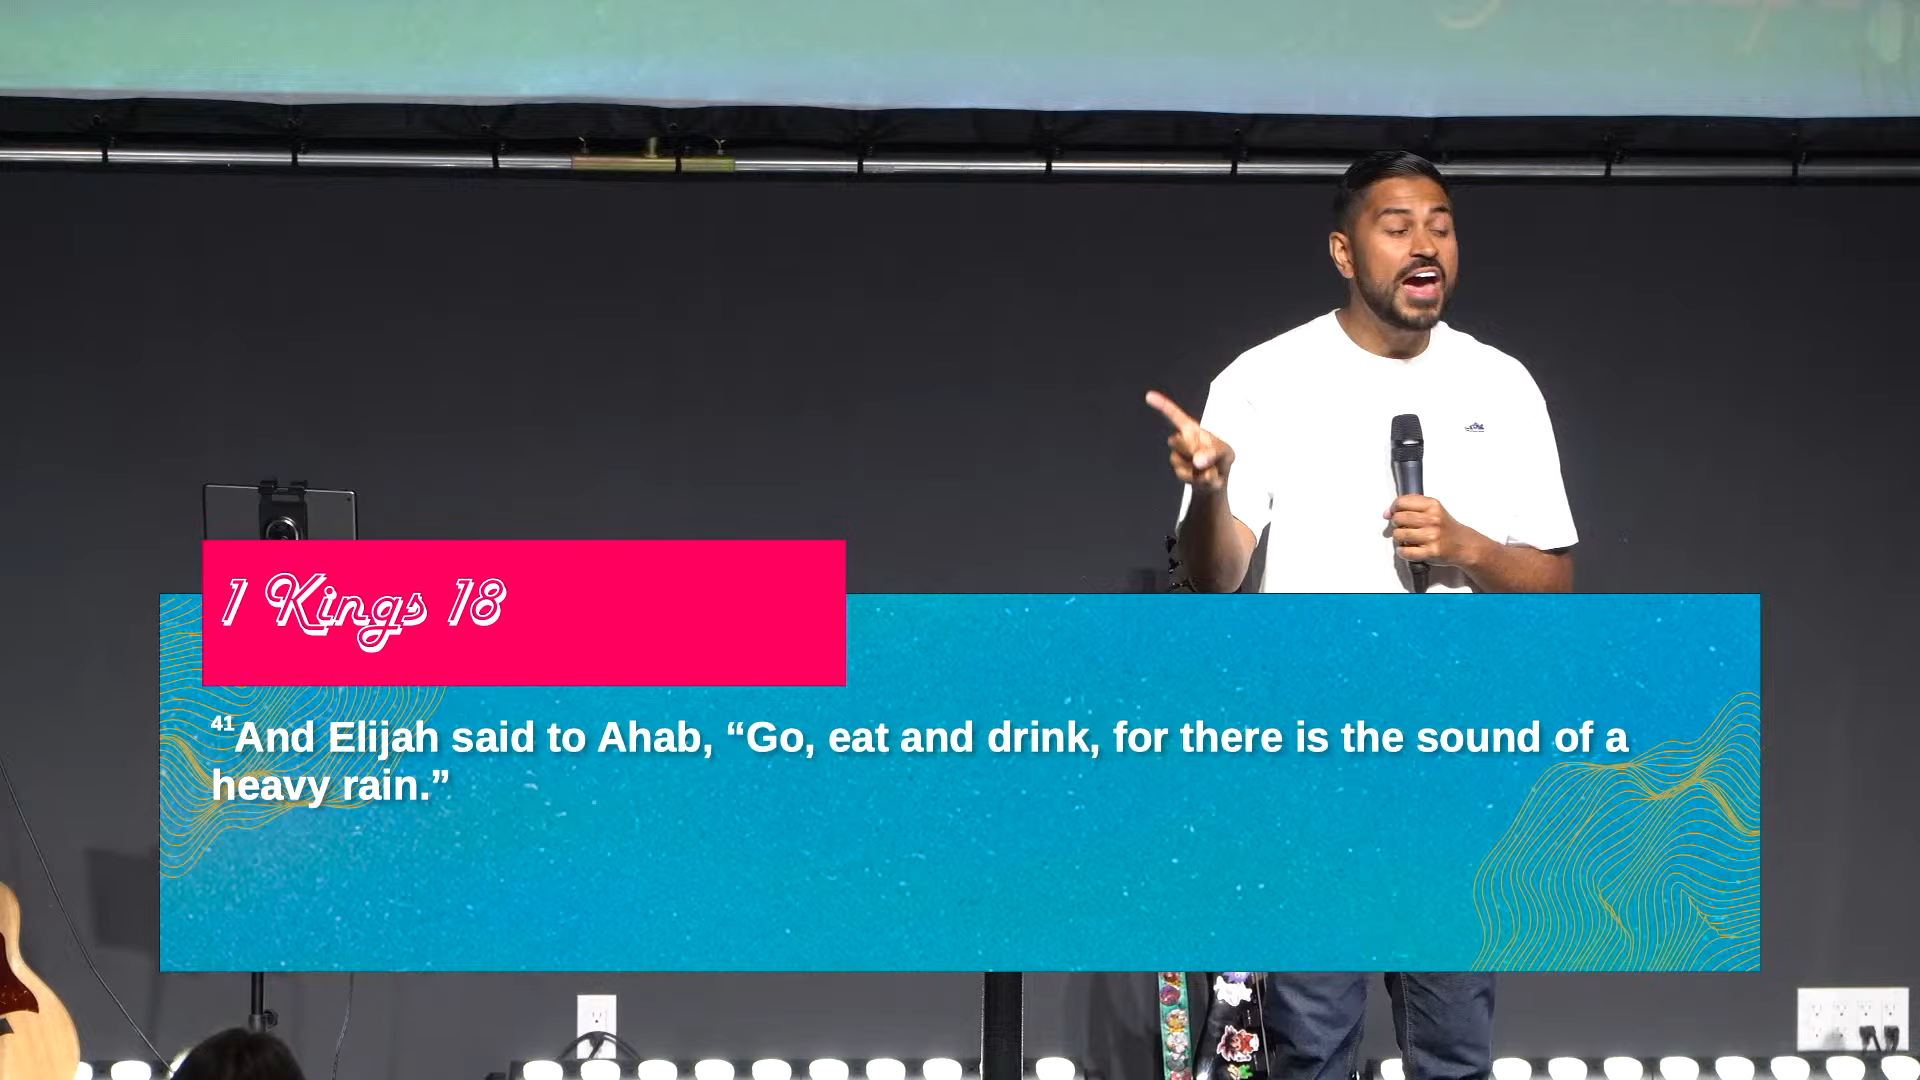 1 Kings 18
41And Elijah said to Ahab, “Go, eat and drink, for there is the sound of a
heavy rain.”